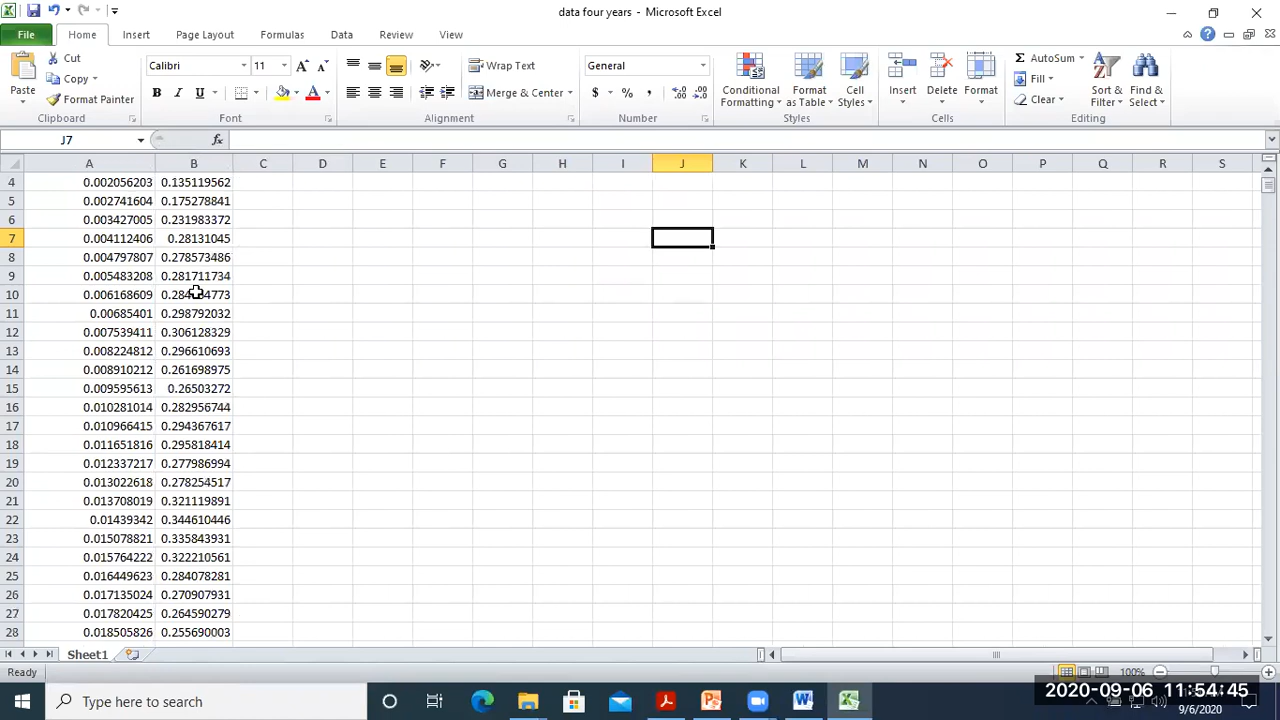 data four years - Microsoft Excel
File Home Insert Page Layout Formulas Data Review View
Paste Cut Copy Format Painter Clipboard
Calibri 11 A A B I U A Font
Wrap Text Merge & Center Alignment
General $ % , .0 .00 .00 .0 Number
Conditional Formatting Format as Table Cell Styles Styles
Insert Delete Format Cells
Σ AutoSum Fill Clear Sort & Filter Find & Select Editing
J7 fx
A B C D E F G H I J K L M N O P Q R S
4 0.002056203 0.135119562
5 0.002741604 0.175278841
6 0.003427005 0.231983372
7 0.004112406 0.28131045
8 0.004797807 0.278573486
9 0.005483208 0.281711734
10 0.006168609
11 0.00685401 0.298792032
12 0.007539411 0.306128329
13 0.008224812 0.296610693
14 0.008910212 0.261698975
15 0.009595613 0.26503272
16 0.010281014 0.282956744
17 0.010966415 0.294367617
18 0.011651816 0.295818414
19 0.012337217 0.277986994
20 0.013022618 0.278254517
21 0.013708019 0.321119891
22 0.01439342 0.344610446
23 0.015078821 0.335843931
24 0.015764222 0.322210561
25 0.016449623 0.284078281
26 0.017135024 0.270907931
27 0.017820425 0.264590279
28 0.018505826 0.255690003
Sheet1
Ready 100%
2020-09-06 11:54:45
Type here to search
9/6/2020